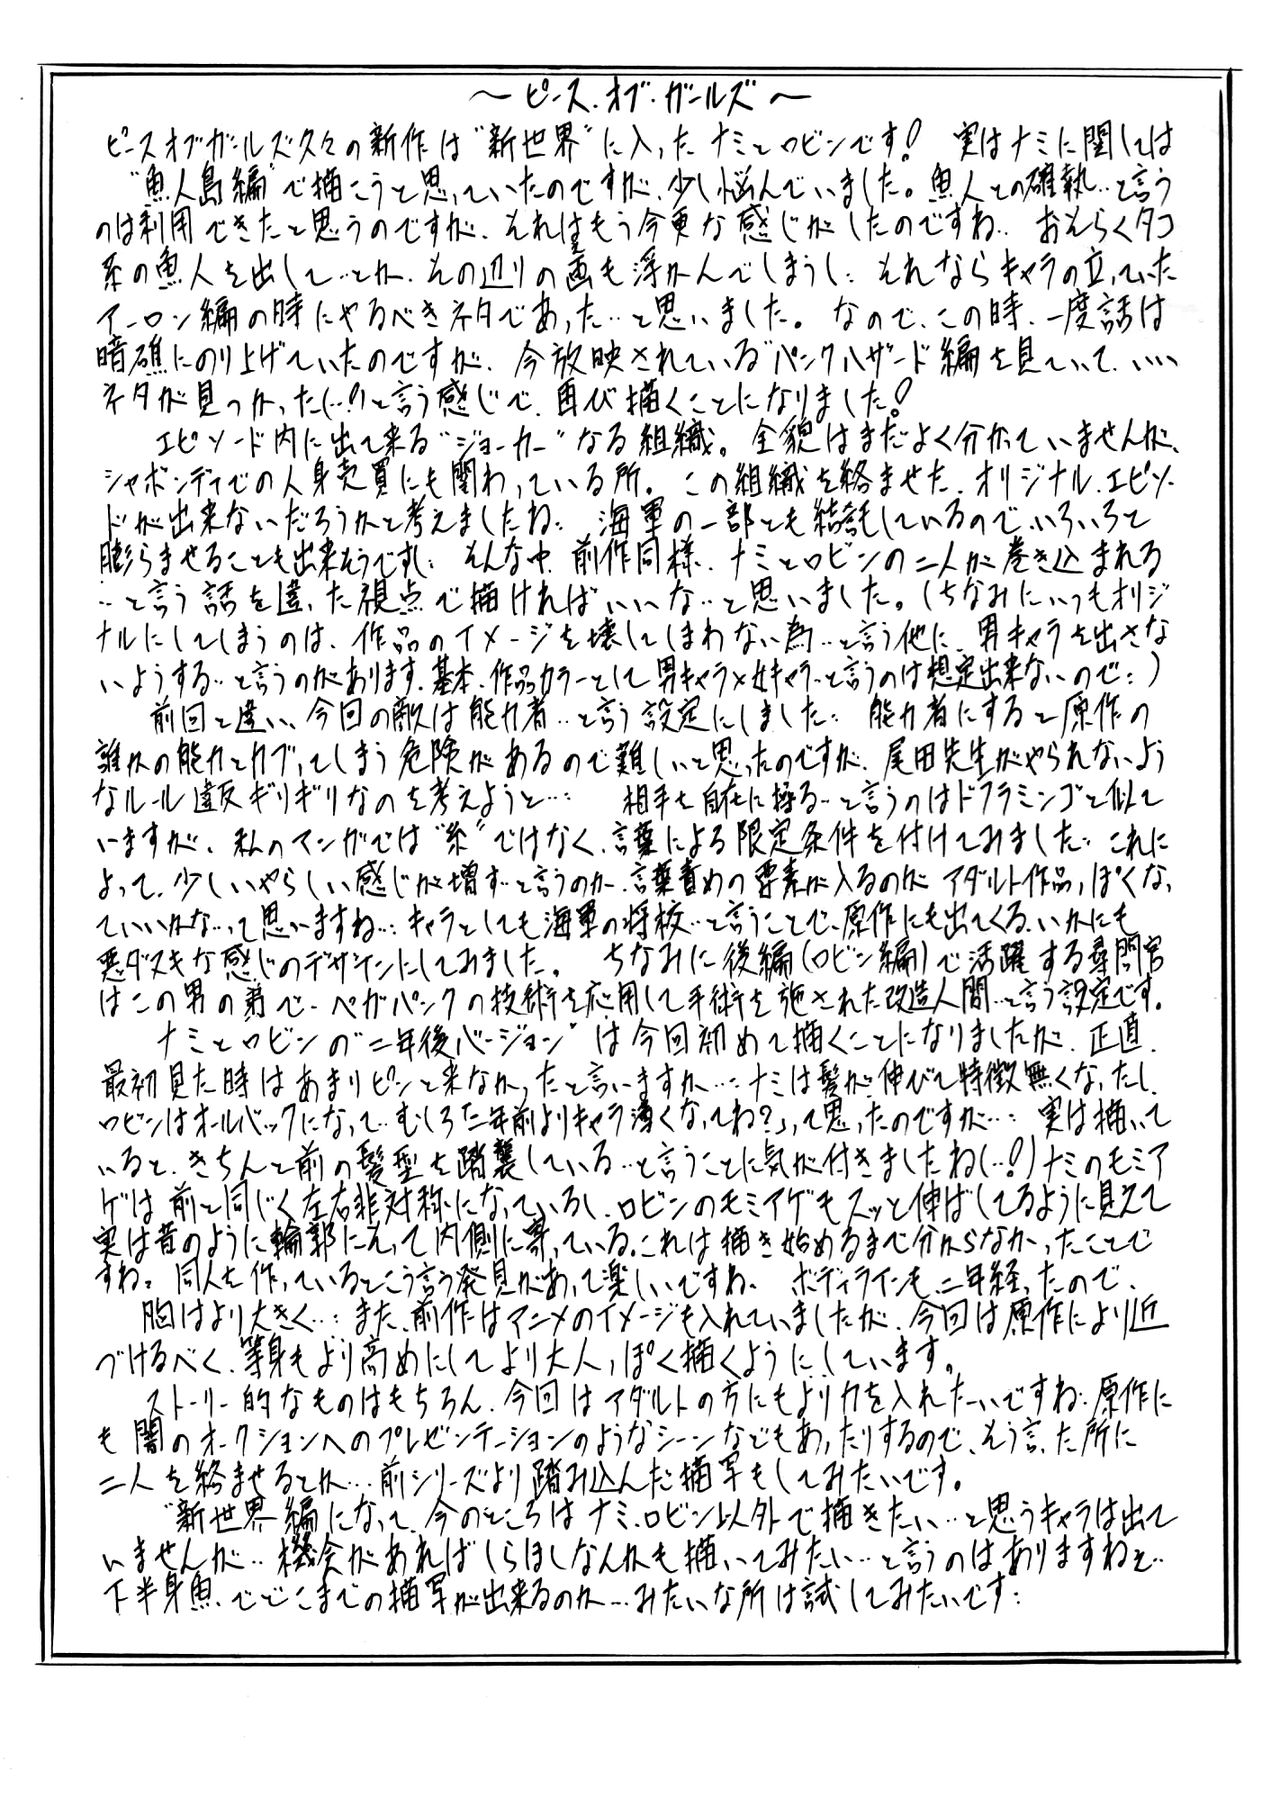 〜ピース・オブ・ガールズ〜
ピースオブガールズ久々の新作は"新世界"に入ったナミとロビンです! 実はナミに関しては
"魚人島編"で描こうと思っていたのですが、少し悩んでいました。魚人との確執…と言う
のは利用できたと思うのですが、それはもう今更な感じがしたのですね… おそらくタコ
系の魚人を出して…とか、その辺りの画も浮かんでしまうし… それならキャラの立っていた
アーロン編の時にやるべきネタであった…と思いました。なので、この時、一度話は
暗礁にのり上げていたのですが、今放映されている"パンクハザード編"を見ていて、いい
ネタが見つかった(…!)と言う感じで、再び描くことになりました!
エピソード内に出て来る"ジョーカー"なる組織。全貌はまだよく分かっていませんが、
シャボンディでの人身売買にも関わっている所。この組織を絡ませた、オリジナル、エピソー
ドが出来ないだろうかと考えましたね… 海軍の一部とも結託しているので、いろいろと
膨らませることも出来そうですし… そんな中、前作同様、ナミとロビンの二人が巻き込まれる
…と言う話を違った視点で描ければいいな…と思いました。(ちなみにいつもオリジ
ナルにしてしまうのは、作品のイメージを壊してしまわない為…と言う他に、男キャラを出さな
いようする…と言うのがあります、基本、作品カラーとして男キャラ×女キャラ…と言うのは想定出来ないので…)
前回と違い、今回の敵は能力者…と言う設定にしました… 能力者にすると原作の
誰かの能力とカブってしまう危険があるので難しいと思ったのですが、尾田先生がやられないよう
なルール違反ギリギリなのを考えようと… 相手を自在に操る…と言うのはドフラミンゴと似て
いますが、私のマンガでは"糸"ではなく、言葉による限定条件を付けてみました… これに
よって、少しいやらしい感じが増す…と言うのか、言葉責めの要素が入るのがアダルト作品っぽくなっ
ていいかな…って思いますね… キャラとしても海軍の将校…と言うことで、原作にも出てくる、いかにも
悪ダスキな感じのデザインにしてみました。 ちなみに後編(ロビン編)で活躍する尋問官
はこの男の弟で、ベガパンクの技術を応用して手術を施された改造人間…と言う設定です。
ナミとロビンの"二年後バージョン"は今回初めて描くことになりましたが、正直、
最初見た時はあまりピンと来なかったと言いますか… ナミは髪が伸びて特徴無くなったし、
ロビンはオールバックになって、むしろ「二年前よりキャラ薄くなってね?」って思ったのですが… 実は描いて
いると、きちんと前の髪型を踏襲している…と言うことに気が付きましたね(…!)ナミのモミア
ゲは前と同じく左右非対称になっているし、ロビンのモミアゲもスッと伸ばしてるように見えて
実は昔のように輪郭にそって内側に寄っている。これは描き始めるまで分からなかったことで
すね。同人を作っているとこう言う発見があって楽しいですね、 ボディラインも、二年経ったので、
胸はより大きく… また、前作はアニメのイメージも入れていましたが、今回は原作により近
づけるべく、等身もより高めにしてより大人っぽく描くようにしています。
ストーリー的なものはもちろん、今回はアダルトの方にもより力を入れたいですね、原作に
も闇のオークションへのプレゼンテーションのようなシーンなどもあったりするので、そう言った所に
二人を絡ませるとか… 前シリーズより踏み込んだ描写もしてみたいです。
"新世界編"になって、今のところはナミ、ロビン以外で描きたい…と思うキャラは出て
いませんが… 機会があればしらほしなんかも描いてみたい…と言うのはありますねぇ…
下半身魚、でどこまでの描写が出来るのか…みたいな所は試してみたいです…